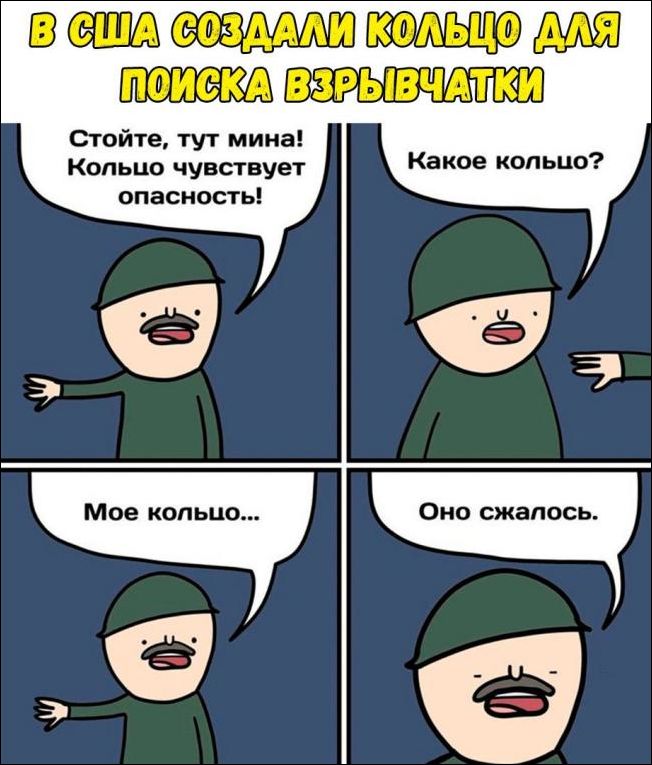 В США СОЗДАЛИ КОЛЬЦО ДЛЯ
ПОИСКА ВЗРЫВЧАТКИ
Стойте, тут мина!
Кольцо чувствует
опасность!
Какое кольцо?
Мое кольцо...
Оно сжалось.